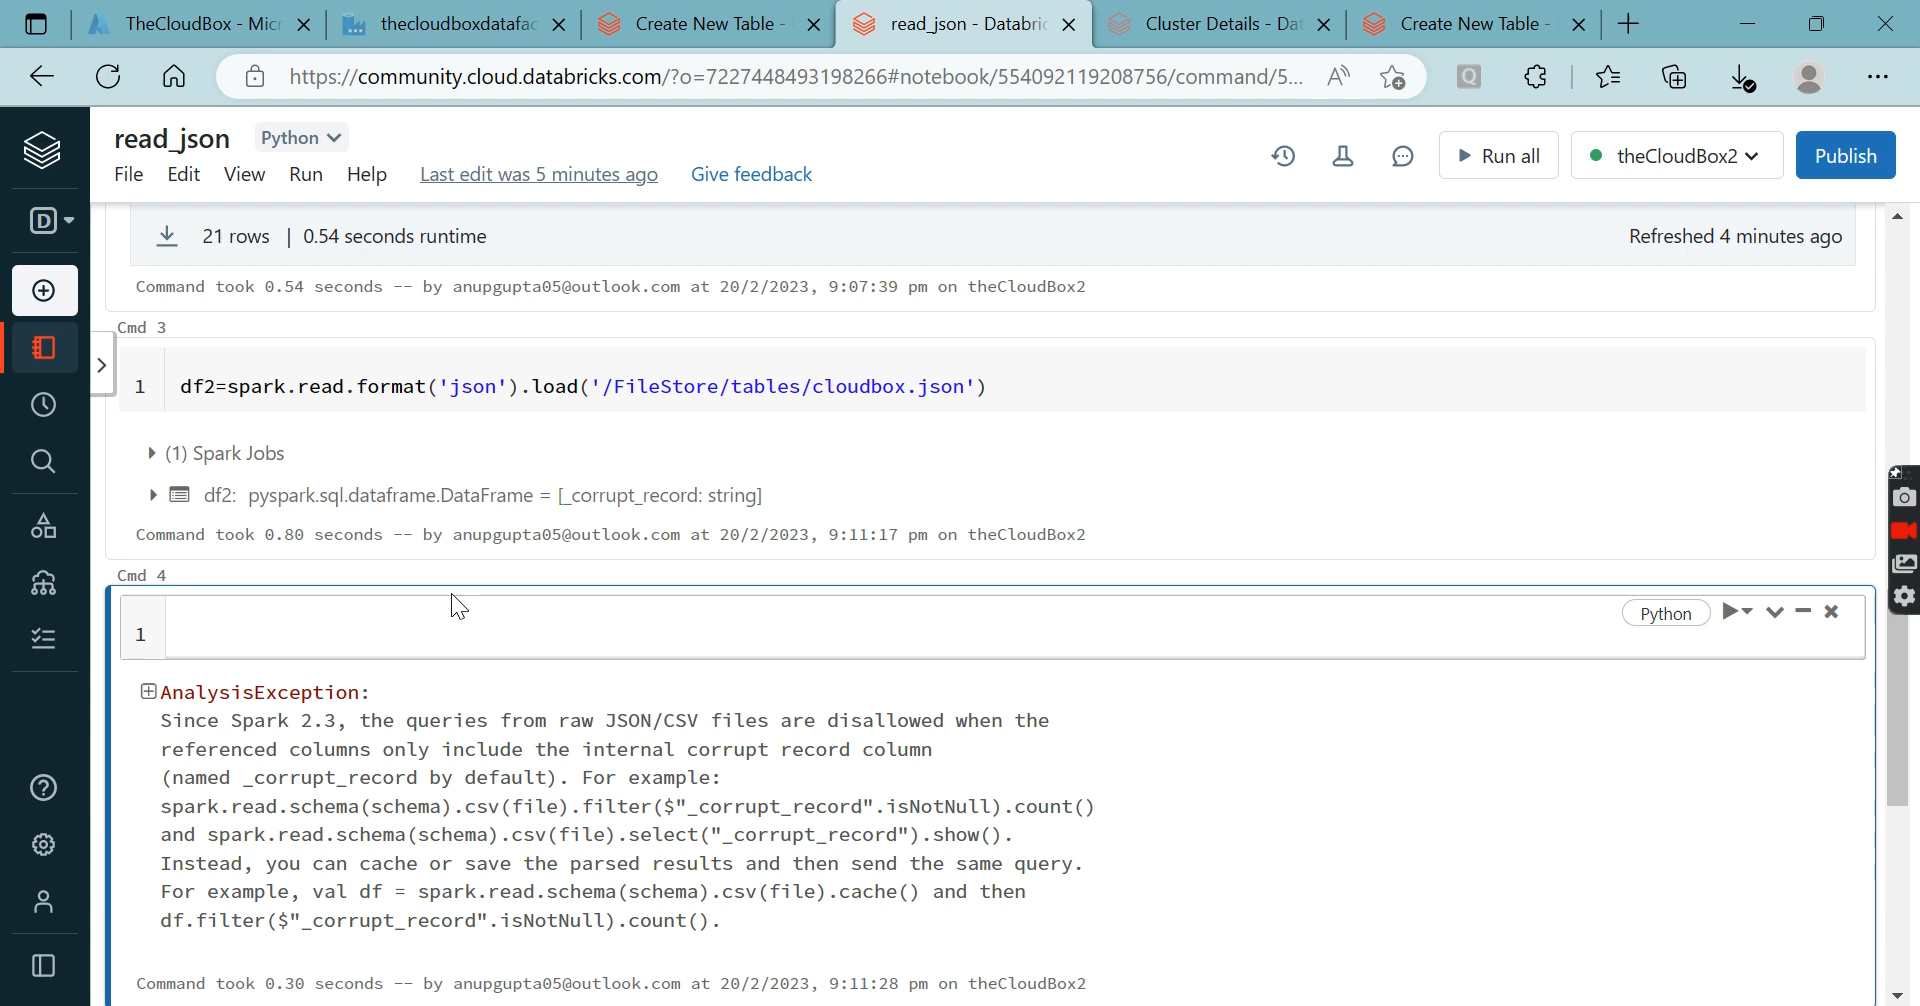 TheCloudBox - Mic
thecloudboxdatafac
Create New Table -
read_json - Databric
Cluster Details - Dat
Create New Table -
https://community.cloud.databricks.com/?o=7227448493198266#notebook/554092119208756/command/5...
read_json Python
File Edit View Run Help Last edit was 5 minutes ago Give feedback
Run all theCloudBox2 Publish
D
21 rows | 0.54 seconds runtime Refreshed 4 minutes ago
Command took 0.54 seconds -- by anupgupta05@outlook.com at 20/2/2023, 9:07:39 pm on theCloudBox2
Cmd 3
1 df2=spark.read.format('json').load('/FileStore/tables/cloudbox.json')
(1) Spark Jobs
df2: pyspark.sql.dataframe.DataFrame = [_corrupt_record: string]
Command took 0.80 seconds -- by anupgupta05@outlook.com at 20/2/2023, 9:11:17 pm on theCloudBox2
Cmd 4
Python
1
AnalysisException:
Since Spark 2.3, the queries from raw JSON/CSV files are disallowed when the
referenced columns only include the internal corrupt record column
(named _corrupt_record by default). For example:
spark.read.schema(schema).csv(file).filter($"_corrupt_record".isNotNull).count()
and spark.read.schema(schema).csv(file).select("_corrupt_record").show().
Instead, you can cache or save the parsed results and then send the same query.
For example, val df = spark.read.schema(schema).csv(file).cache() and then
df.filter($"_corrupt_record".isNotNull).count().
Command took 0.30 seconds -- by anupgupta05@outlook.com at 20/2/2023, 9:11:28 pm on theCloudBox2